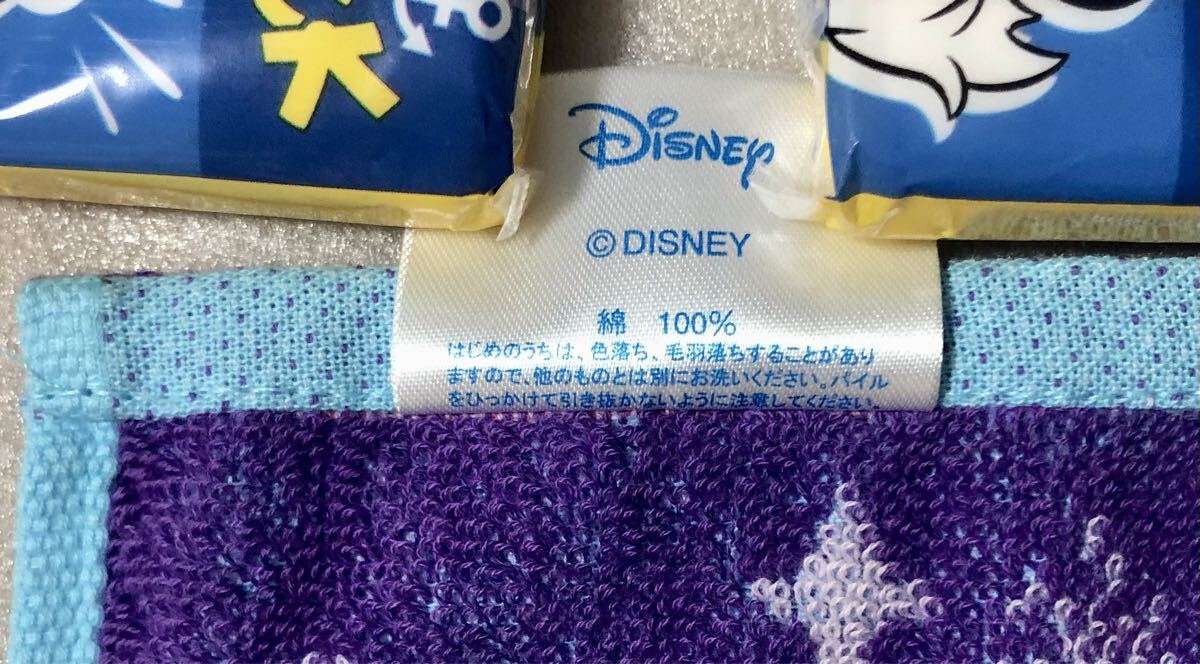 Disney
© DISNEY
綿 100%
はじめのうちは、色落ち、毛羽落ちすることがあり
ますので、他のものとは別にお洗いください。パイル
をひっかけて引き抜かないように注意してください。